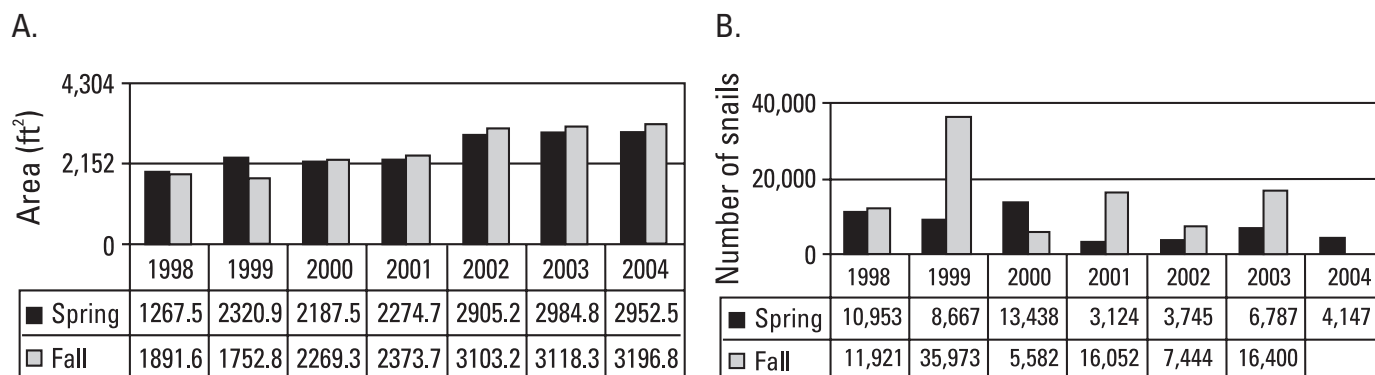 A.
Area (ft²)
4,304
2,152
0
1998 1999 2000 2001 2002 2003 2004
Spring 1267.5 2320.9 2187.5 2274.7 2905.2 2984.8 2952.5
Fall 1891.6 1752.8 2269.3 2373.7 3103.2 3118.3 3196.8
B.
Number of snails
40,000
20,000
0
1998 1999 2000 2001 2002 2003 2004
Spring 10,953 8,667 13,438 3,124 3,745 6,787 4,147
Fall 11,921 35,973 5,582 16,052 7,444 16,400